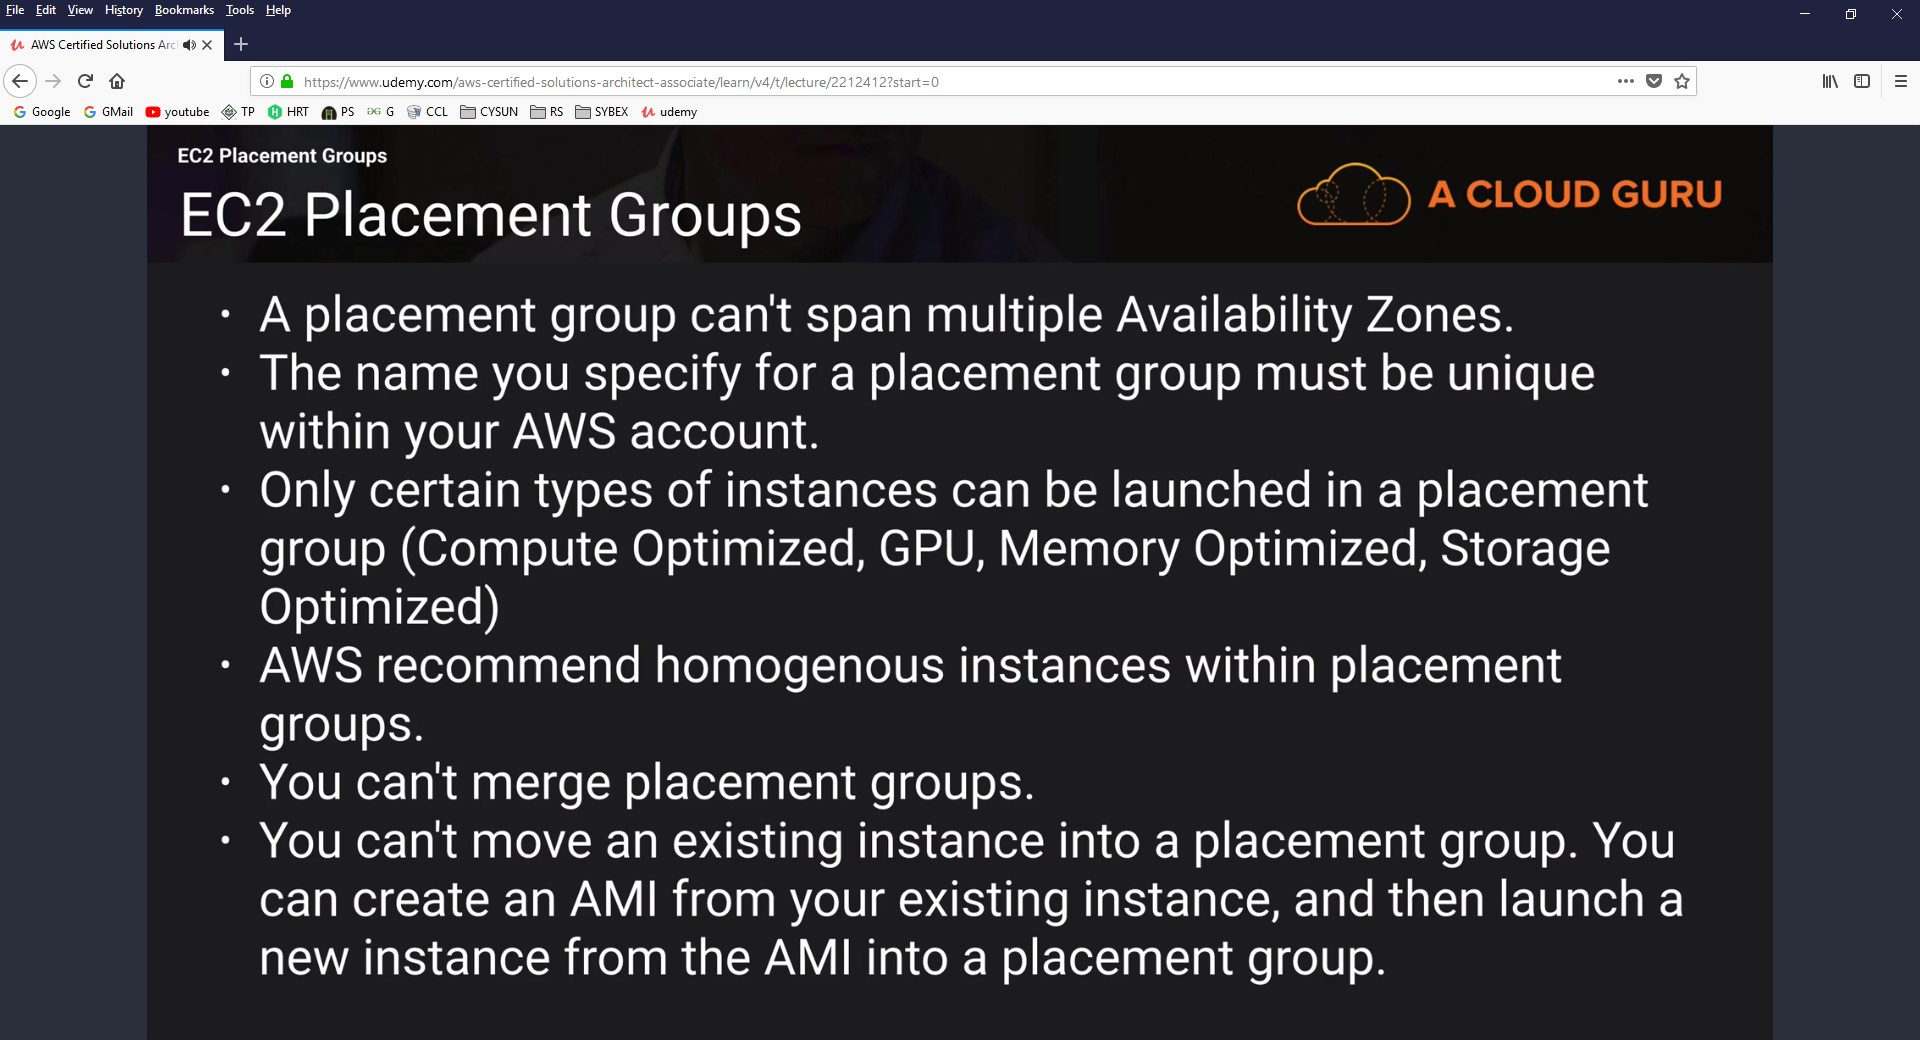 File Edit View History Bookmarks Tools Help
AWS Certified Solutions Arc
https://www.udemy.com/aws-certified-solutions-architect-associate/learn/v4/t/lecture/2212412?start=0
Google GMail youtube TP HRT PS G CCL CYSUN RS SYBEX udemy
EC2 Placement Groups
EC2 Placement Groups
A CLOUD GURU
• A placement group can't span multiple Availability Zones.
• The name you specify for a placement group must be unique
within your AWS account.
• Only certain types of instances can be launched in a placement
group (Compute Optimized, GPU, Memory Optimized, Storage
Optimized)
• AWS recommend homogenous instances within placement
groups.
• You can't merge placement groups.
• You can't move an existing instance into a placement group. You
can create an AMI from your existing instance, and then launch a
new instance from the AMI into a placement group.